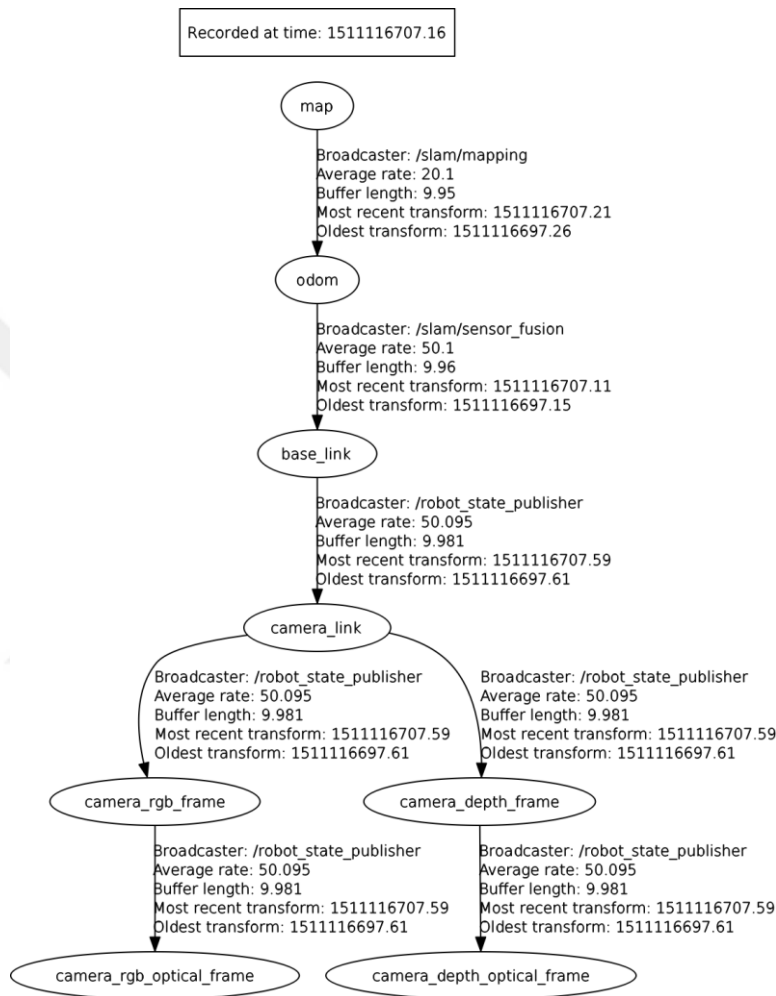 Recorded at time: 1511116707.16
map
Broadcaster: /slam/mapping
Average rate: 20.1
Buffer length: 9.95
Most recent transform: 1511116707.21
Oldest transform: 1511116697.26
odom
Broadcaster: /slam/sensor_fusion
Average rate: 50.1
Buffer length: 9.96
Most recent transform: 1511116707.11
Oldest transform: 1511116697.15
base_link
Broadcaster: /robot_state_publisher
Average rate: 50.095
Buffer length: 9.981
Most recent transform: 1511116707.59
Oldest transform: 1511116697.61
camera_link
Broadcaster: /robot_state_publisher
Average rate: 50.095
Buffer length: 9.981
Most recent transform: 1511116707.59
Oldest transform: 1511116697.61
Broadcaster: /robot_state_publisher
Average rate: 50.095
Buffer length: 9.981
Most recent transform: 1511116707.59
Oldest transform: 1511116697.61
camera_rgb_frame
camera_depth_frame
Broadcaster: /robot_state_publisher
Average rate: 50.095
Buffer length: 9.981
Most recent transform: 1511116707.59
Oldest transform: 1511116697.61
Broadcaster: /robot_state_publisher
Average rate: 50.095
Buffer length: 9.981
Most recent transform: 1511116707.59
Oldest transform: 1511116697.61
camera_rgb_optical_frame
camera_depth_optical_frame